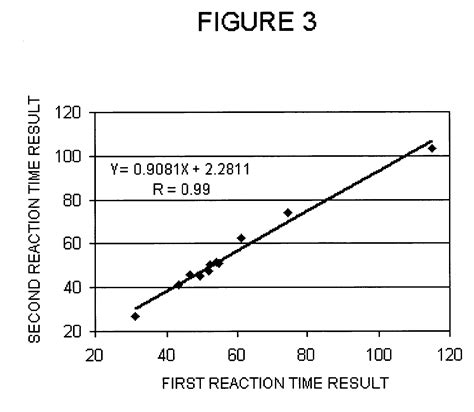 FIGURE 3
SECOND REACTION TIME RESULT
120
100
80
60
40
20
Y= 0.9081X + 2.2811
R = 0.99
20 40 60 80 100 120
FIRST REACTION TIME RESULT